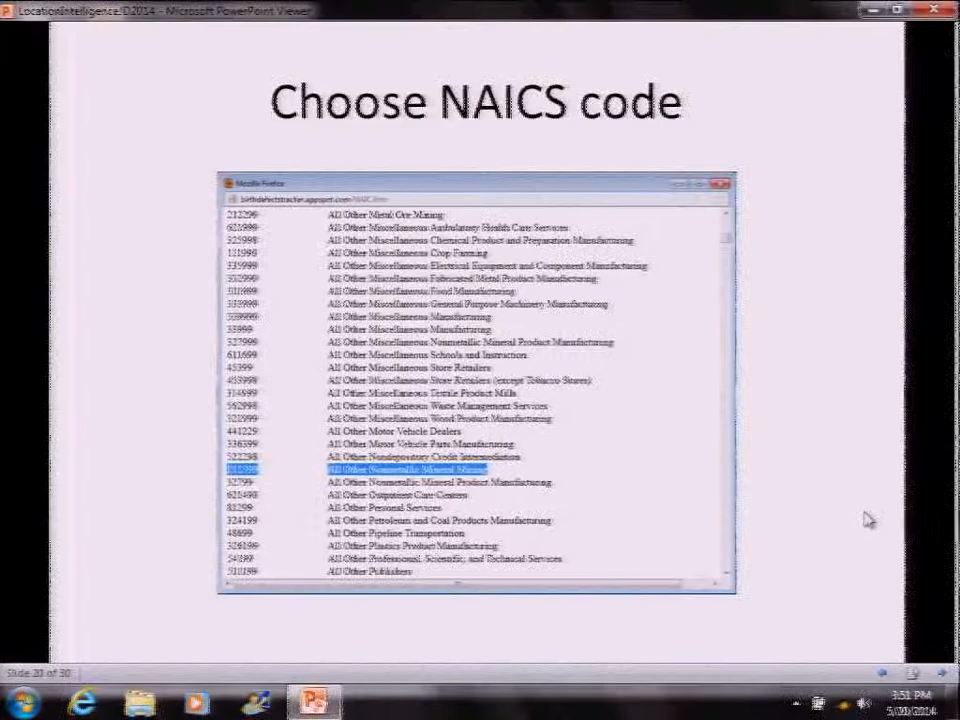 LocationIntelligence.D2014 - Microsoft PowerPoint Viewer
Choose NAICS code
Mozilla Firefox
birthdefectstracker.appspot.com
212299 All Other Metal Ore Mining
621999 All Other Miscellaneous Ambulatory Health Care Services
325998 All Other Miscellaneous Chemical Product and Preparation Manufacturing
111998 All Other Miscellaneous Crop Farming
335999 All Other Miscellaneous Electrical Equipment and Component Manufacturing
332999 All Other Miscellaneous Fabricated Metal Product Manufacturing
311999 All Other Miscellaneous Food Manufacturing
333999 All Other Miscellaneous General Purpose Machinery Manufacturing
339999 All Other Miscellaneous Manufacturing
33999 All Other Miscellaneous Manufacturing
327999 All Other Miscellaneous Nonmetallic Mineral Product Manufacturing
611699 All Other Miscellaneous Schools and Instruction
45399 All Other Miscellaneous Store Retailers
453998 All Other Miscellaneous Store Retailers (except Tobacco Stores)
314999 All Other Miscellaneous Textile Product Mills
562998 All Other Miscellaneous Waste Management Services
321999 All Other Miscellaneous Wood Product Manufacturing
441229 All Other Motor Vehicle Dealers
336399 All Other Motor Vehicle Parts Manufacturing
522298 All Other Nondepository Credit Intermediation
212399 All Other Nonmetallic Mineral Mining
32799 All Other Nonmetallic Mineral Product Manufacturing
621498 All Other Outpatient Care Centers
81299 All Other Personal Services
324199 All Other Petroleum and Coal Products Manufacturing
48699 All Other Pipeline Transportation
326199 All Other Plastics Product Manufacturing
54199 All Other Professional, Scientific, and Technical Services
511199 All Other Publishers
Slide 20 of 30
3:51 PM
5/20/2014